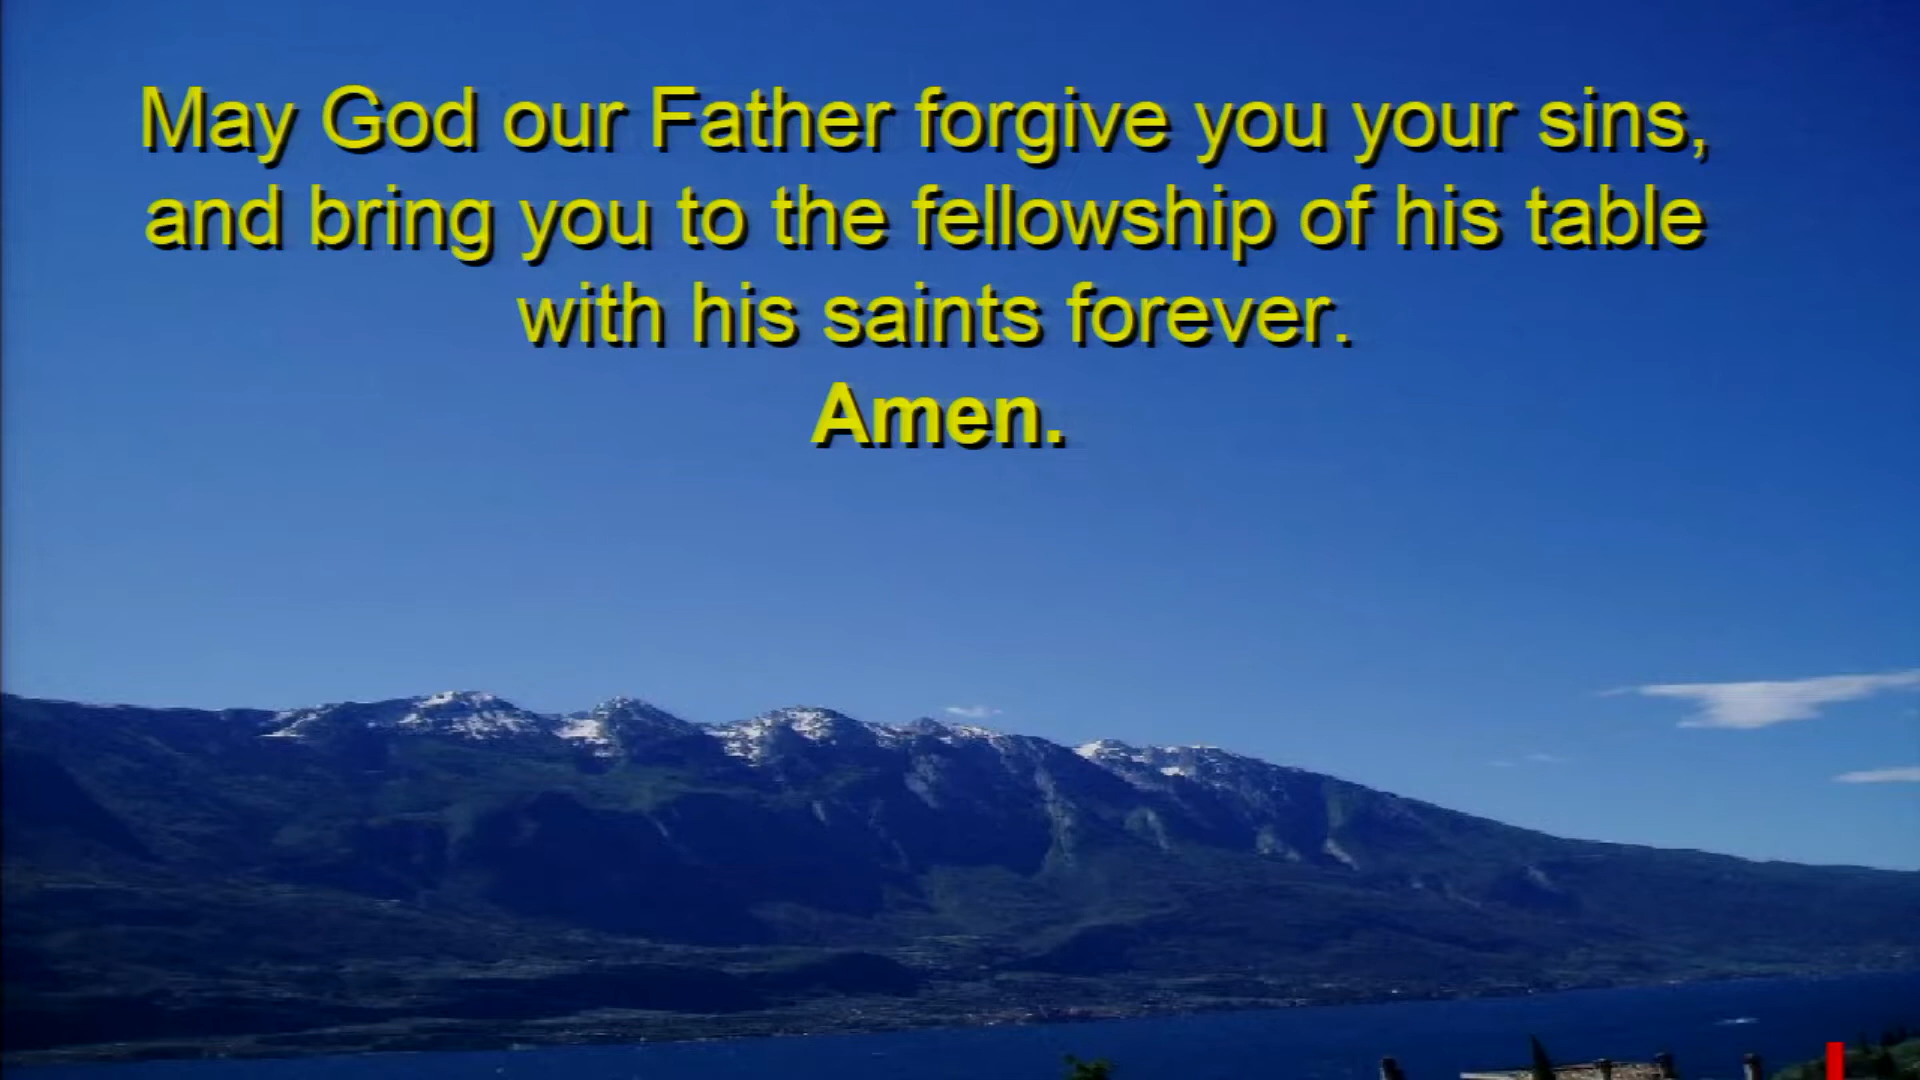 May God our Father forgive you your sins,
and bring you to the fellowship of his table
with his saints forever.
Amen.